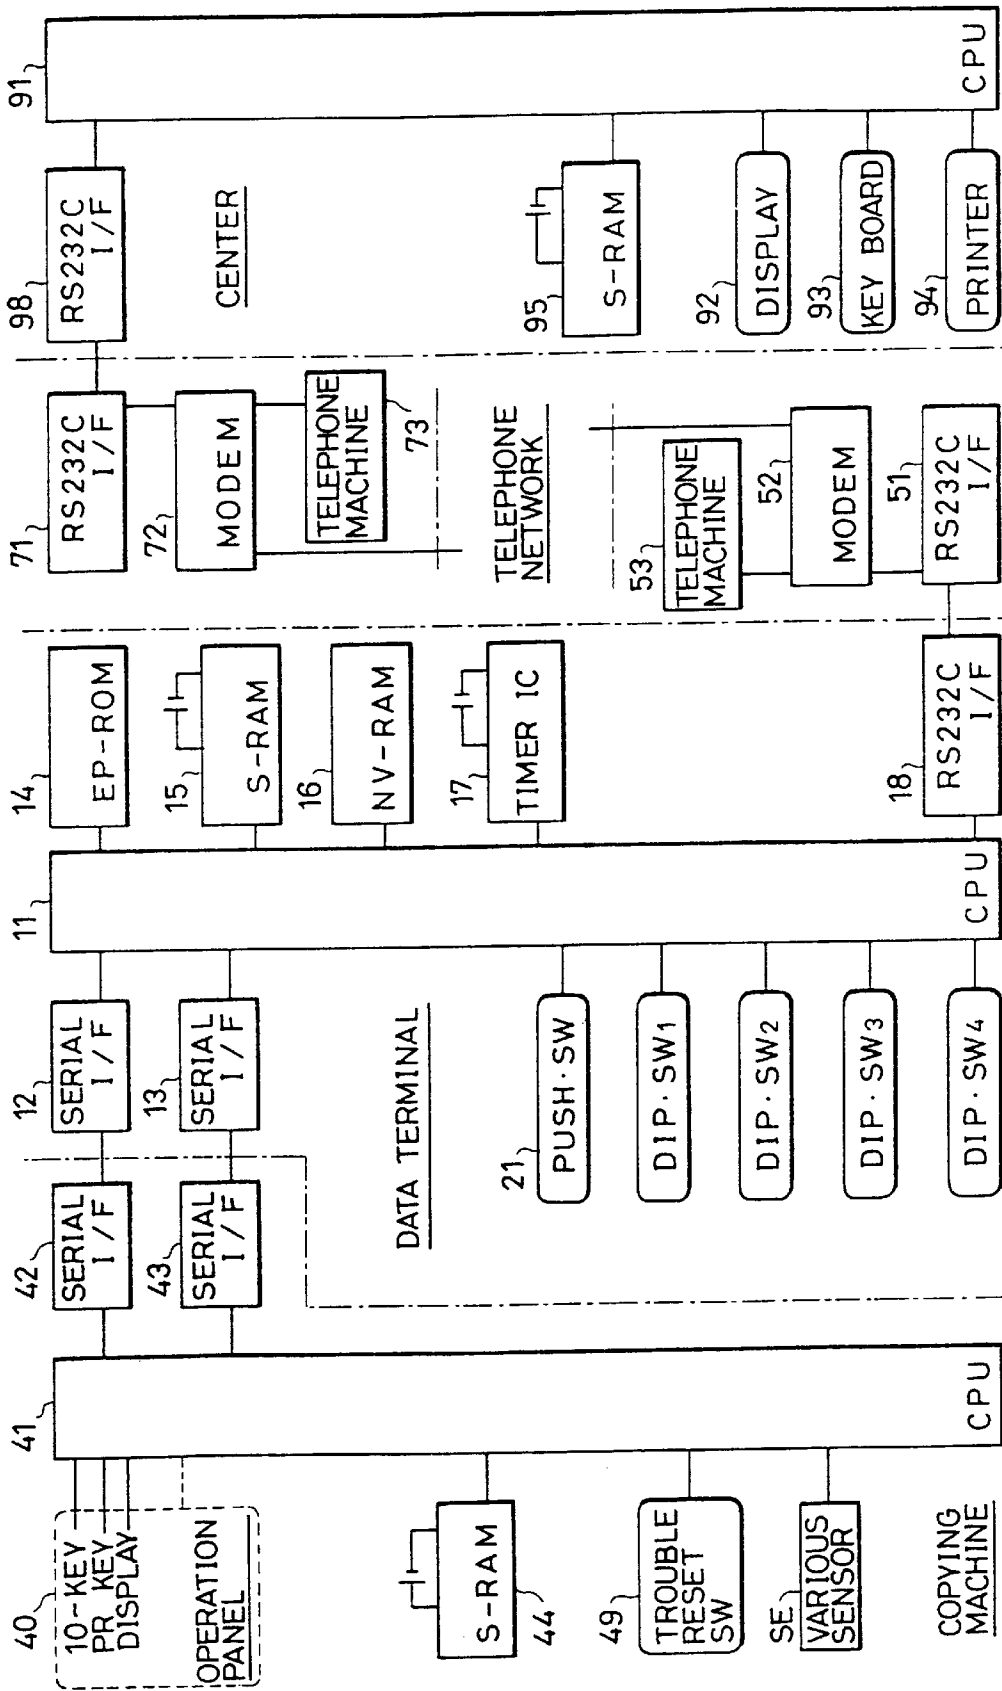 40
10-KEY
PR KEY
DISPLAY
OPERATION
PANEL
41
CPU
S-RAM
44
49
TROUBLE
RESET
SW
SE
VARIOUS
SENSOR
COPYING
MACHINE
42
SERIAL
I/F
43
SERIAL
I/F
12
SERIAL
I/F
13
SERIAL
I/F
DATA TERMINAL
21
PUSH·SW
DIP·SW1
DIP·SW2
DIP·SW3
DIP·SW4
11
CPU
14
EP-ROM
15
S-RAM
16
NV-RAM
17
TIMER IC
18
RS232C
I/F
71
RS232C
I/F
72
MODEM
TELEPHONE
MACHINE
73
TELEPHONE
NETWORK
53
TELEPHONE
MACHINE
52
MODEM
51
RS232C
I/F
98
RS232C
I/F
CENTER
95
S-RAM
92
DISPLAY
93
KEY BOARD
94
PRINTER
91
CPU